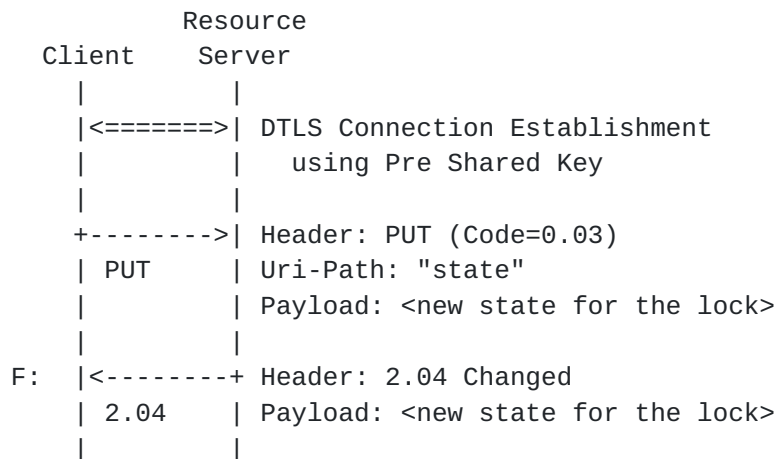 Resource
  Client    Server
    |         |
    |<=======>| DTLS Connection Establishment
    |         |   using Pre Shared Key
    |         |
    +-------->| Header: PUT (Code=0.03)
    | PUT     | Uri-Path: "state"
    |         | Payload: <new state for the lock>
    |         |
F:  |<--------+ Header: 2.04 Changed
    | 2.04    | Payload: <new state for the lock>
    |         |